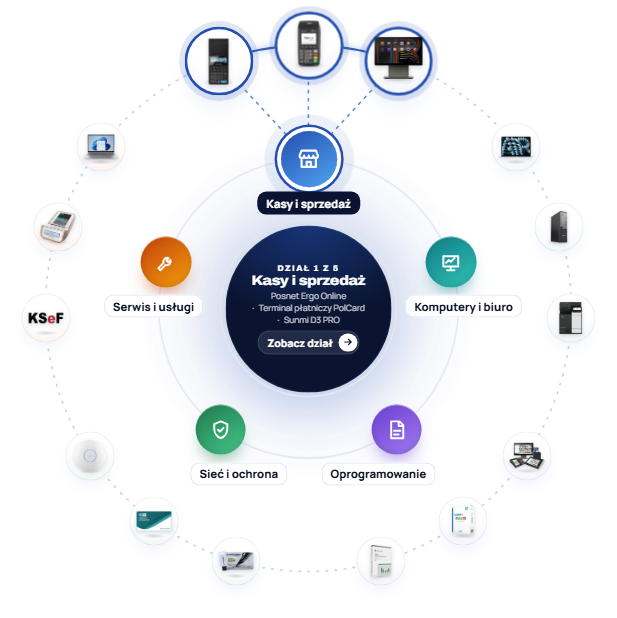 Kasy i sprzedaż
DZIAŁ 1 Z 5
Kasy i sprzedaż
Posnet Ergo Online
· Terminal płatniczy PolCard
· Sunmi D3 PRO
Zobacz dział
Serwis i usługi
Komputery i biuro
KSeF
Sieć i ochrona
Oprogramowanie